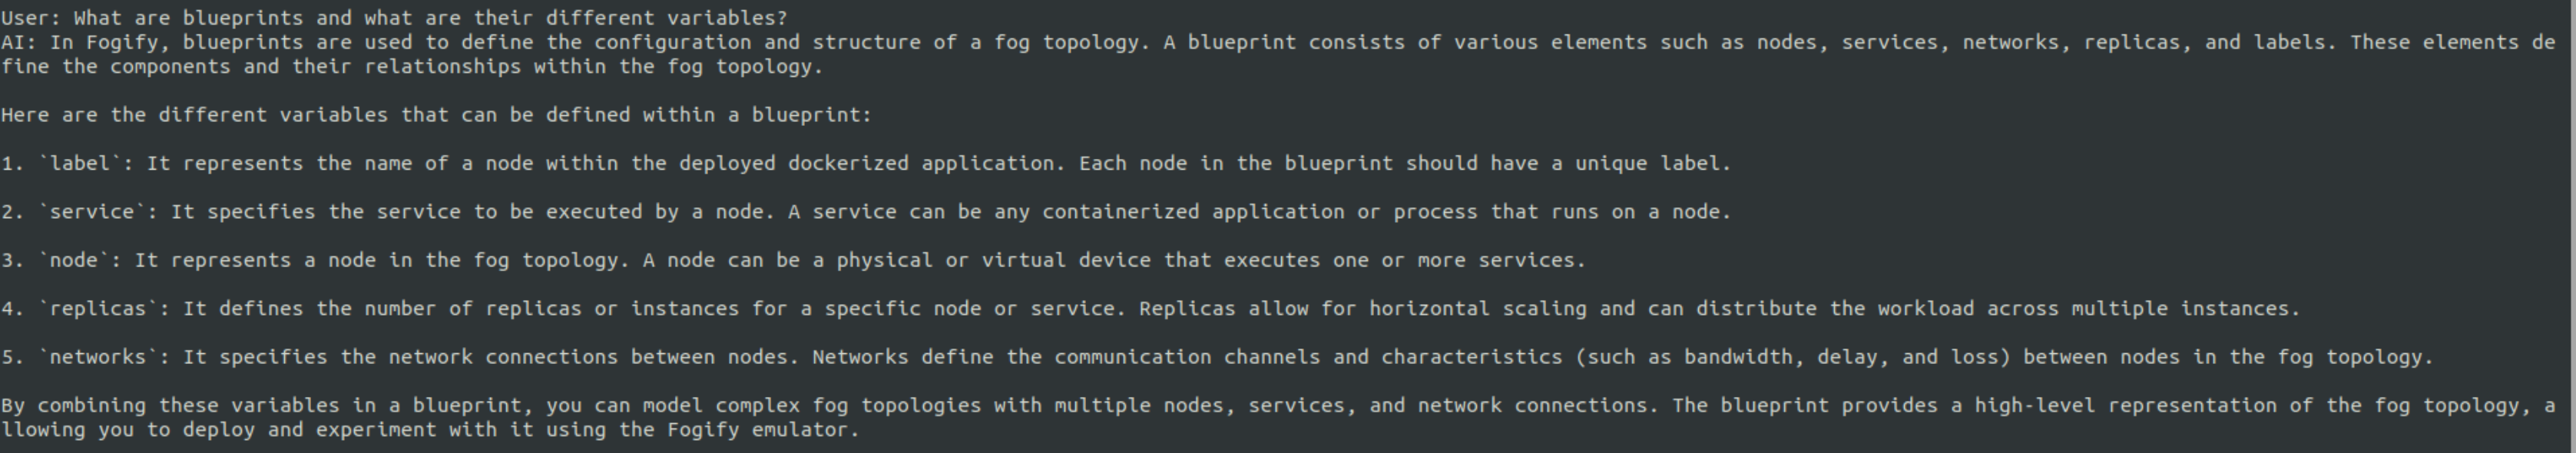 User: What are blueprints and what are their different variables?
AI: In Fogify, blueprints are used to define the configuration and structure of a fog topology. A blueprint consists of various elements such as nodes, services, networks, replicas, and labels. These elements de
fine the components and their relationships within the fog topology.
Here are the different variables that can be defined within a blueprint:
1. `label`: It represents the name of a node within the deployed dockerized application. Each node in the blueprint should have a unique label.
2. `service`: It specifies the service to be executed by a node. A service can be any containerized application or process that runs on a node.
3. `node`: It represents a node in the fog topology. A node can be a physical or virtual device that executes one or more services.
4. `replicas`: It defines the number of replicas or instances for a specific node or service. Replicas allow for horizontal scaling and can distribute the workload across multiple instances.
5. `networks`: It specifies the network connections between nodes. Networks define the communication channels and characteristics (such as bandwidth, delay, and loss) between nodes in the fog topology.
By combining these variables in a blueprint, you can model complex fog topologies with multiple nodes, services, and network connections. The blueprint provides a high-level representation of the fog topology, a
llowing you to deploy and experiment with it using the Fogify emulator.